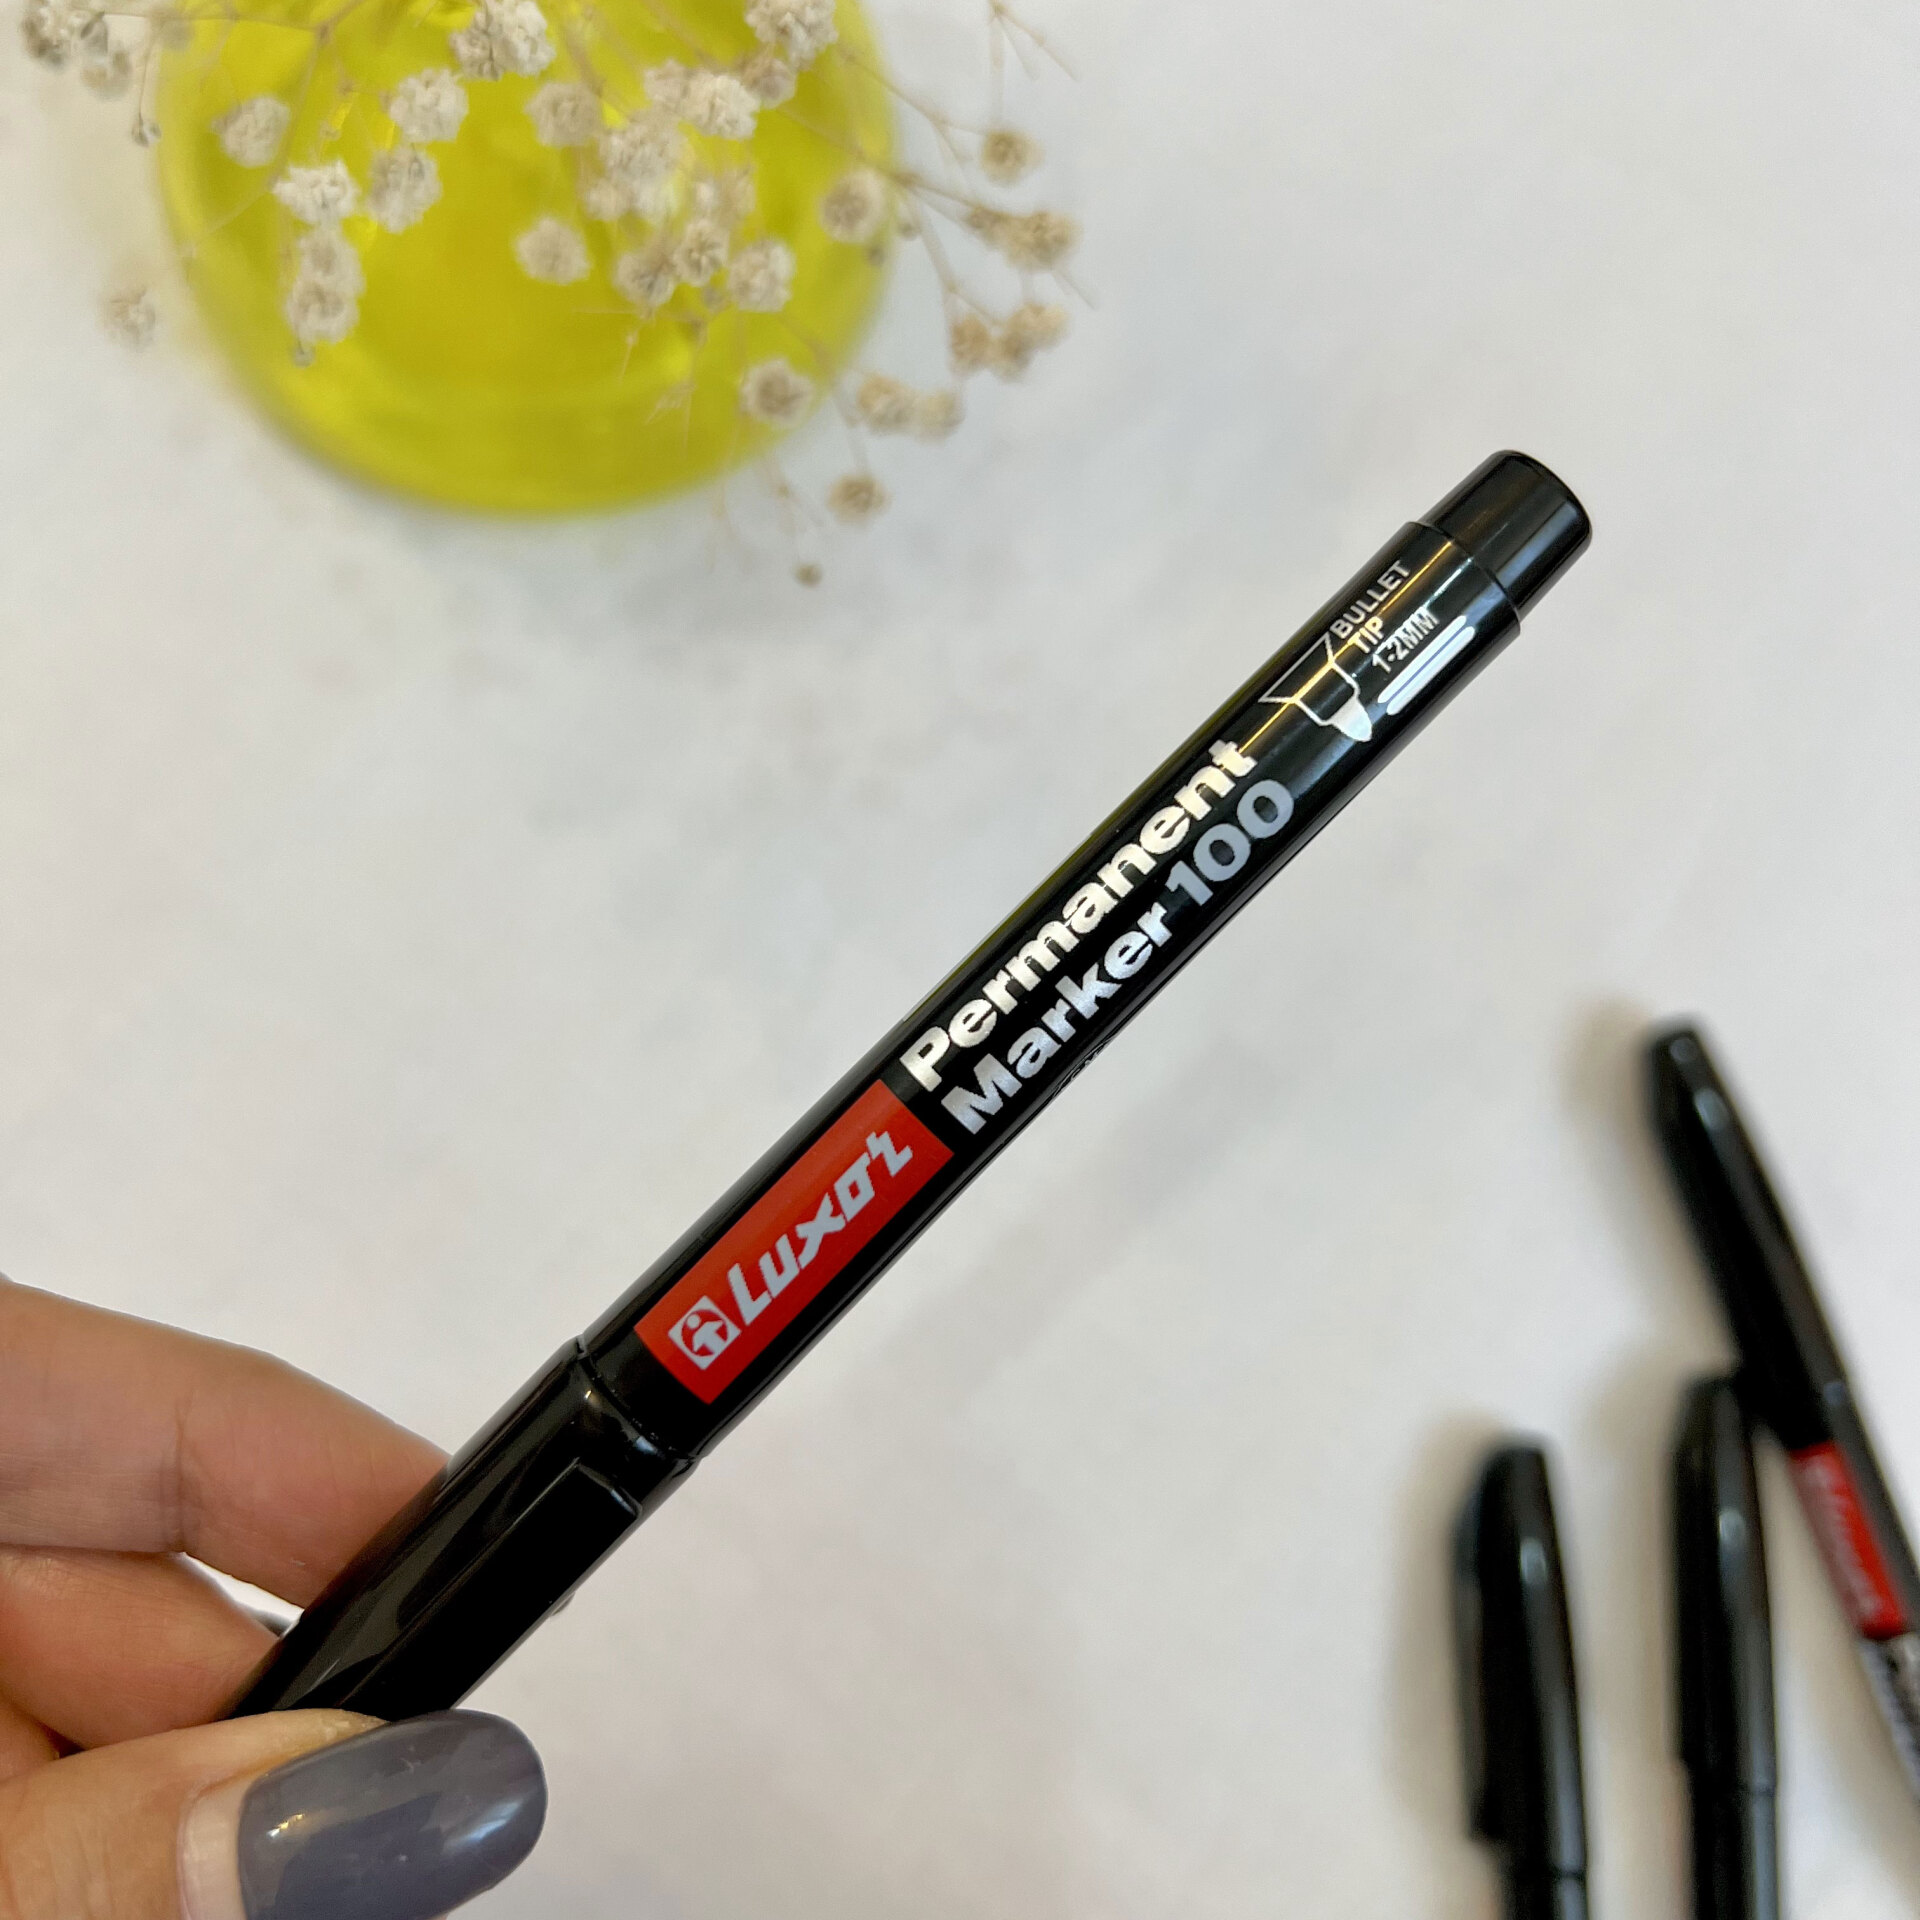 Luxor
Permanent
Marker 100
BULLET
TIP
1-2MM